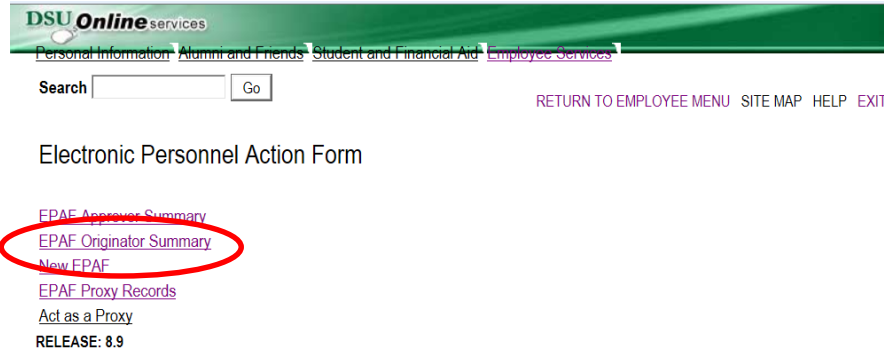 DSU Online services
Personal Information Alumni and Friends Student and Financial Aid Employee Services
Search Go
RETURN TO EMPLOYEE MENU SITE MAP HELP EXIT
Electronic Personnel Action Form
EPAF Approver Summary
EPAF Originator Summary
New EPAF
EPAF Proxy Records
Act as a Proxy
RELEASE: 8.9